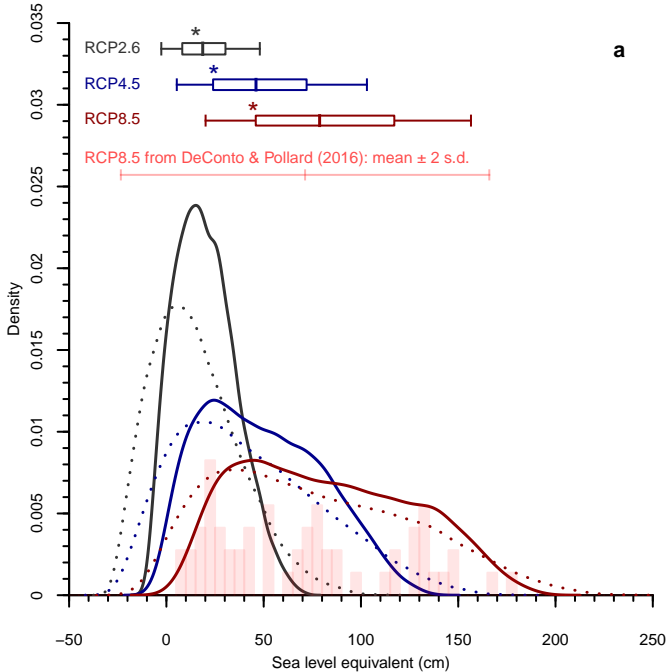 a
RCP2.6
*
RCP4.5
*
RCP8.5
*
RCP8.5 from DeConto & Pollard (2016): mean ± 2 s.d.
Density
0.035
0.03
0.025
0.02
0.015
0.01
0.005
0
−50 0 50 100 150 200 250
Sea level equivalent (cm)